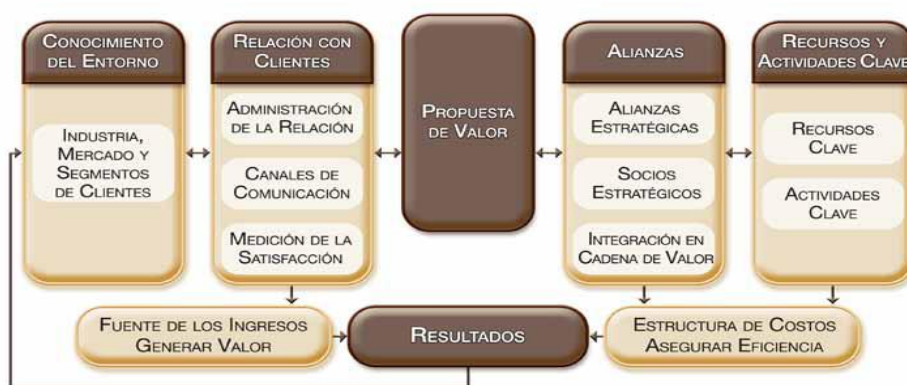 CONOCIMIENTO
DEL ENTORNO
INDUSTRIA,
MERCADO Y
SEGMENTOS
DE CLIENTES
RELACIÓN CON
CLIENTES
ADMINISTRACIÓN
DE LA RELACIÓN
CANALES DE
COMUNICACIÓN
MEDICIÓN DE LA
SATISFACCIÓN
PROPUESTA
DE VALOR
ALIANZAS
ALIANZAS
ESTRATÉGICAS
SOCIOS
ESTRATÉGICOS
INTEGRACIÓN EN
CADENA DE VALOR
RECURSOS Y
ACTIVIDADES CLAVE
RECURSOS
CLAVE
ACTIVIDADES
CLAVE
FUENTE DE LOS INGRESOS
GENERAR VALOR
RESULTADOS
ESTRUCTURA DE COSTOS
ASEGURAR EFICIENCIA